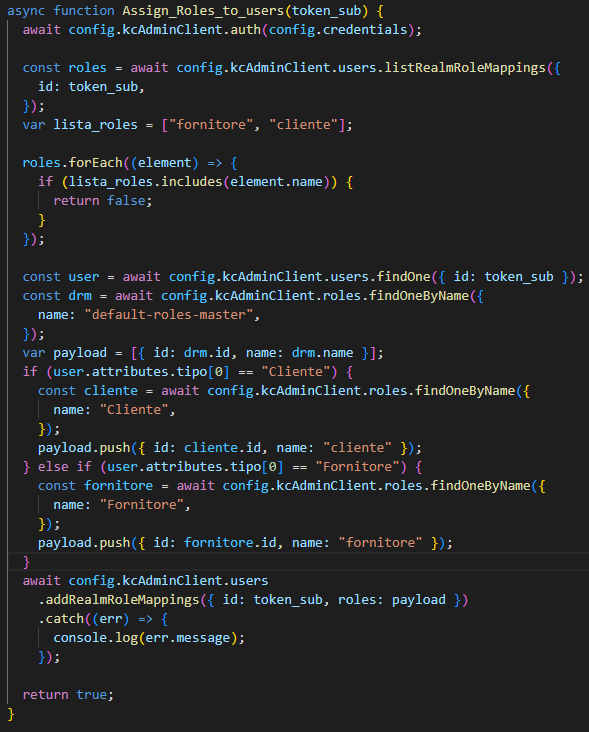 async function Assign_Roles_to_users(token_sub) {
  await config.kcAdminClient.auth(config.credentials);

  const roles = await config.kcAdminClient.users.listRealmRoleMappings({
    id: token_sub,
  });
  var lista_roles = ["fornitore", "cliente"];

  roles.forEach((element) => {
    if (lista_roles.includes(element.name)) {
      return false;
    }
  });

  const user = await config.kcAdminClient.users.findOne({ id: token_sub });
  const drm = await config.kcAdminClient.roles.findOneByName({
    name: "default-roles-master",
  });
  var payload = [{ id: drm.id, name: drm.name }];
  if (user.attributes.tipo[0] == "Cliente") {
    const cliente = await config.kcAdminClient.roles.findOneByName({
      name: "Cliente",
    });
    payload.push({ id: cliente.id, name: "cliente" });
  } else if (user.attributes.tipo[0] == "Fornitore") {
    const fornitore = await config.kcAdminClient.roles.findOneByName({
      name: "Fornitore",
    });
    payload.push({ id: fornitore.id, name: "fornitore" });
  }
  await config.kcAdminClient.users
    .addRealmRoleMappings({ id: token_sub, roles: payload })
    .catch((err) => {
      console.log(err.message);
    });

  return true;
}